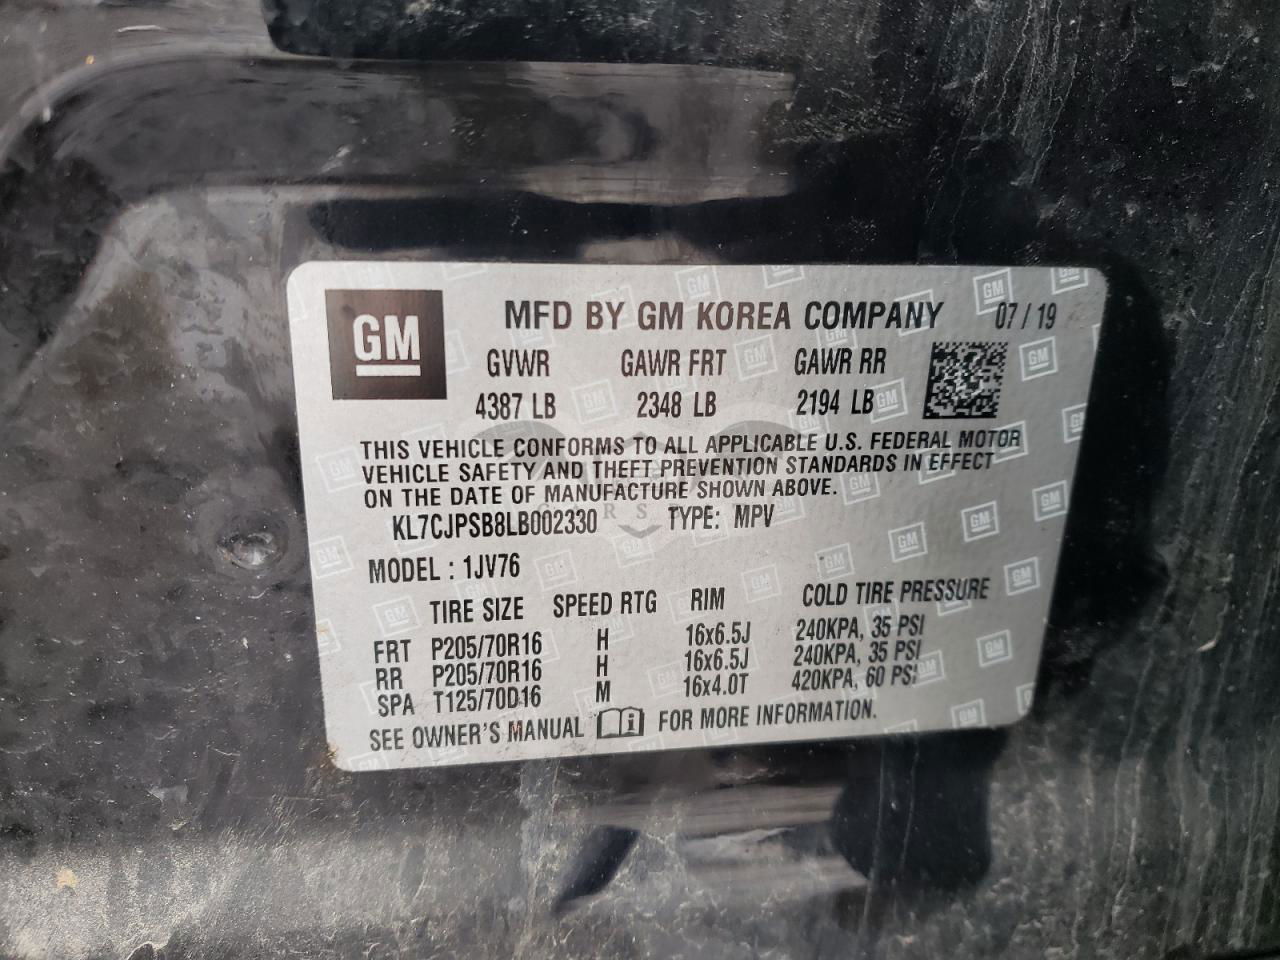 GM
MFD BY GM KOREA COMPANY 07/19
GVWR GAWR FRT GAWR RR
4387 LB 2348 LB 2194 LB
THIS VEHICLE CONFORMS TO ALL APPLICABLE U.S. FEDERAL MOTOR
VEHICLE SAFETY AND THEFT PREVENTION STANDARDS IN EFFECT
ON THE DATE OF MANUFACTURE SHOWN ABOVE.
KL7CJPSB8LB002330 TYPE: MPV
MODEL : 1JV76
TIRE SIZE SPEED RTG RIM COLD TIRE PRESSURE
FRT P205/70R16 H 16x6.5J 240KPA, 35 PSI
RR P205/70R16 H 16x6.5J 240KPA, 35 PSI
SPA T125/70D16 M 16x4.0T 420KPA, 60 PSI
SEE OWNER'S MANUAL FOR MORE INFORMATION.